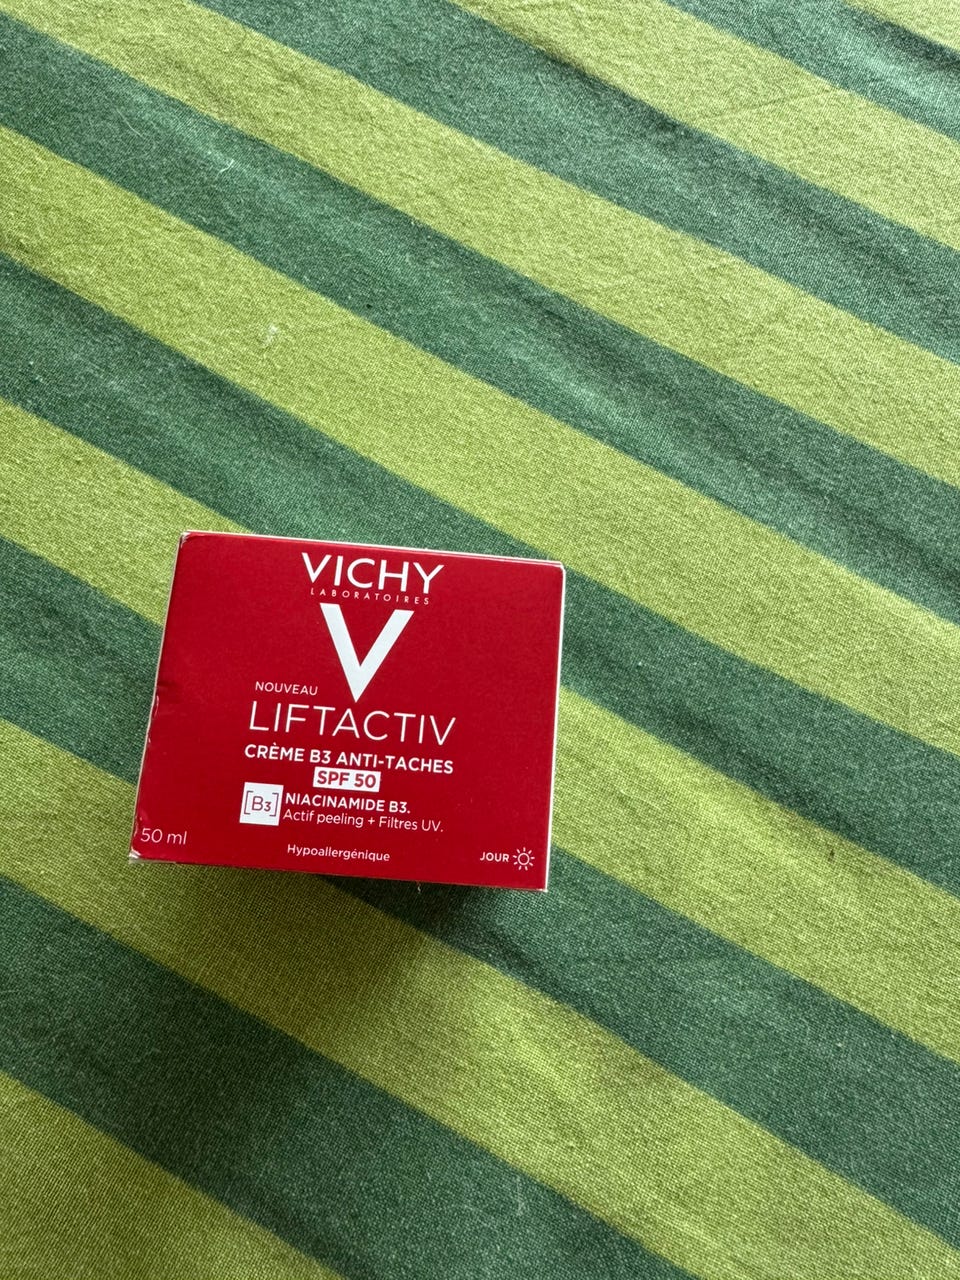 VICHY
LABORATOIRES
NOUVEAU
LIFTACTIV
CRÈME B3 ANTI-TACHES
SPF 50
[B3] NIACINAMIDE B3.
Actif peeling + Filtres UV.
50 ml
Hypoallergénique
JOUR